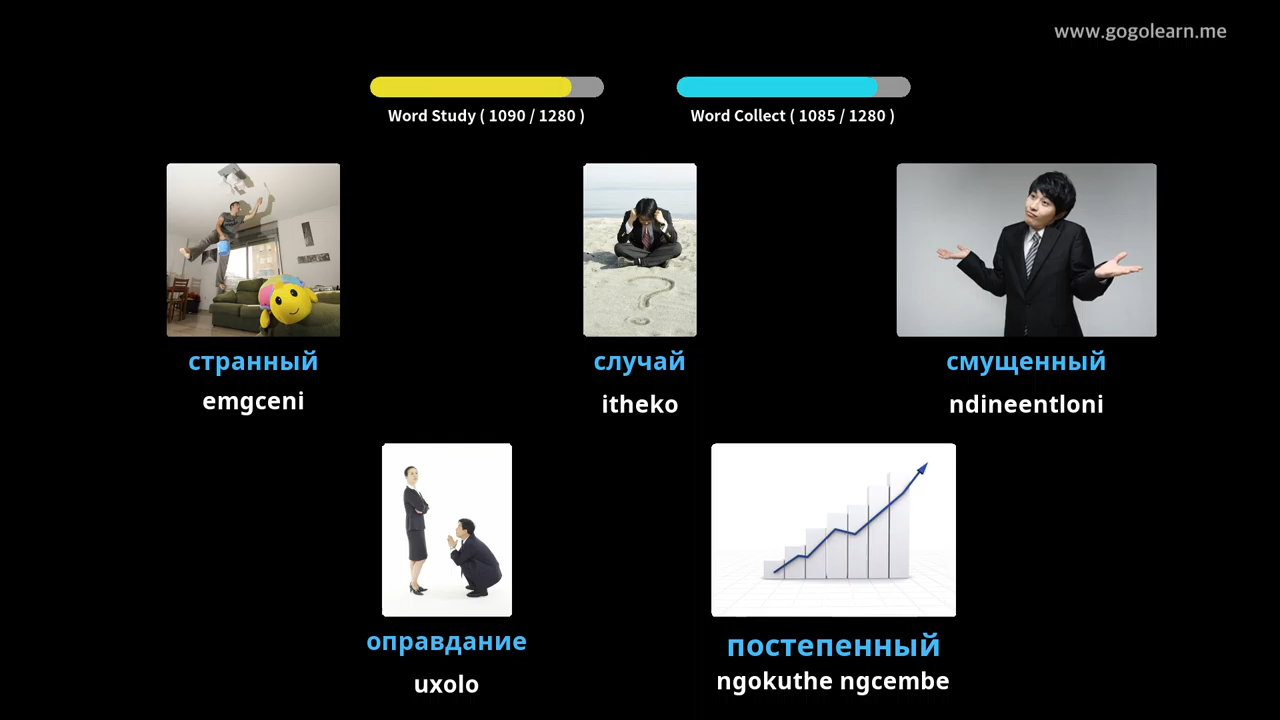 www.gogolearn.me
Word Study ( 1090 / 1280 )
Word Collect ( 1085 / 1280 )
странный
emgceni
случай
itheko
смущенный
ndineentloni
оправдание
uxolo
постепенный
ngokuthe ngcembe